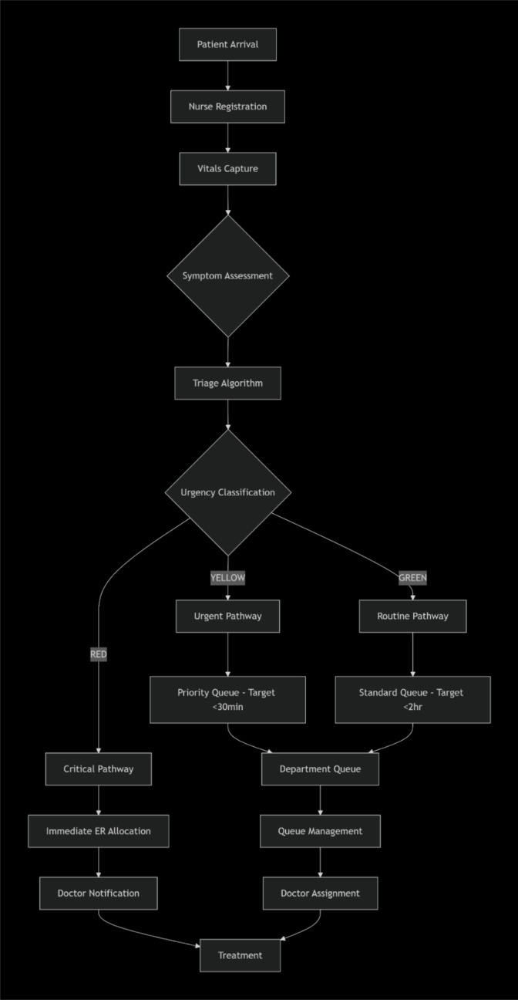 Patient Arrival
Nurse Registration
Vitals Capture
Symptom Assessment
Triage Algorithm
Urgency Classification
YELLOW
GREEN
Urgent Pathway
Routine Pathway
RED
Priority Queue - Target
<30min
Standard Queue - Target
<2hr
Critical Pathway
Department Queue
Immediate ER Allocation
Queue Management
Doctor Notification
Doctor Assignment
Treatment